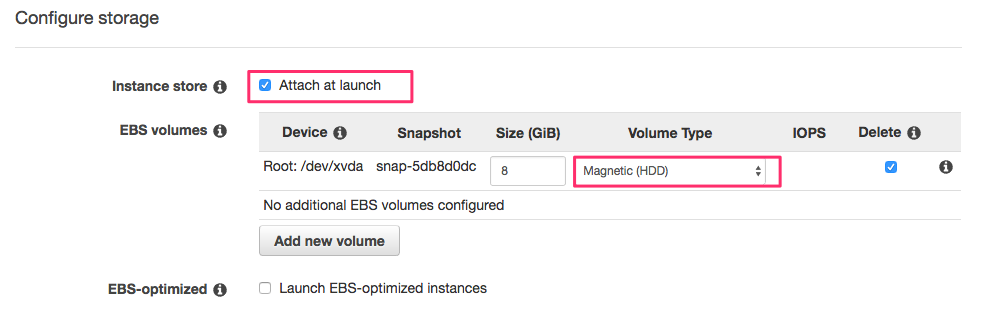 Configure storage
Instance store
Attach at launch
EBS volumes
Device Snapshot Size (GiB) Volume Type IOPS Delete
Root: /dev/xvda snap-5db8d0dc 8 Magnetic (HDD)
No additional EBS volumes configured
Add new volume
EBS-optimized
Launch EBS-optimized instances